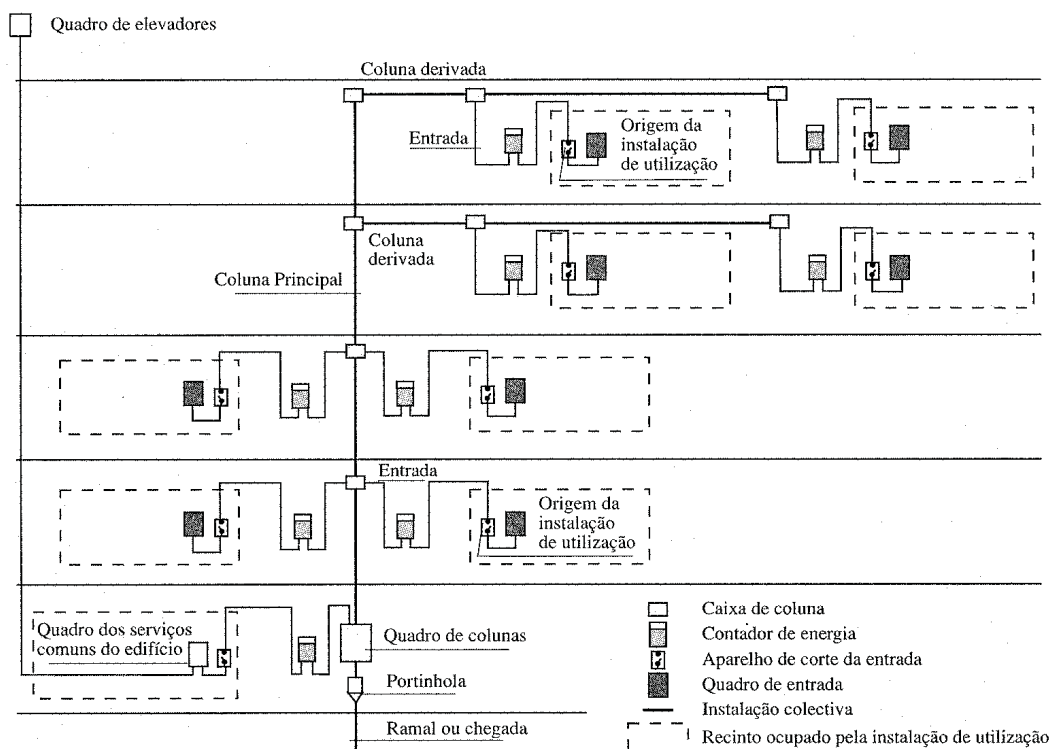 Quadro de elevadores
Coluna derivada
Entrada
Origem da
instalação
de utilização
Coluna
derivada
Coluna Principal
Entrada
Origem da
instalação
de utilização
Quadro dos serviços
comuns do edifício
Quadro de colunas
Portinhola
Ramal ou chegada
Caixa de coluna
Contador de energia
Aparelho de corte da entrada
Quadro de entrada
Instalação colectiva
Recinto ocupado pela instalação de utilização